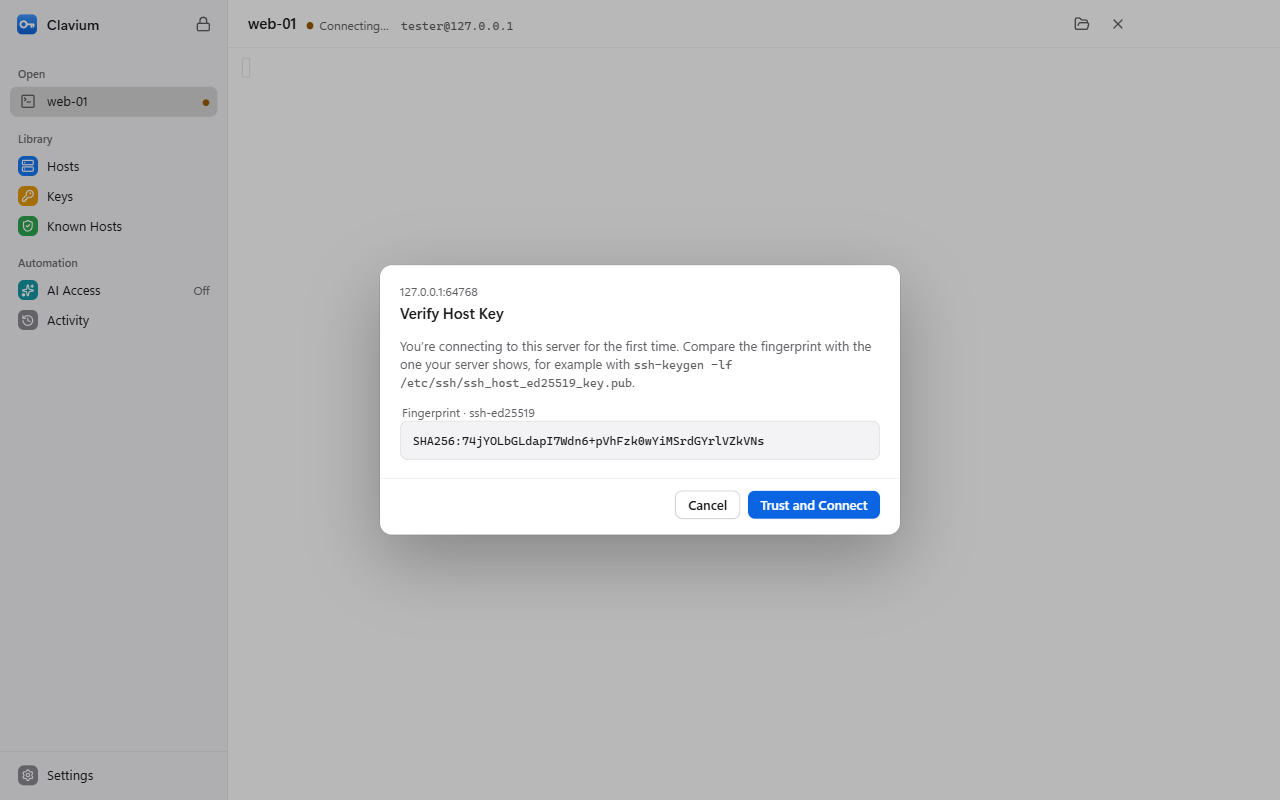 Clavium
Open
web-01
Library
Hosts
Keys
Known Hosts
Automation
AI Access Off
Activity
Settings
web-01 Connecting... tester@127.0.0.1
127.0.0.1:64768
Verify Host Key
You're connecting to this server for the first time. Compare the fingerprint with the
one your server shows, for example with ssh-keygen -lf
/etc/ssh/ssh_host_ed25519_key.pub.
Fingerprint · ssh-ed25519
SHA256:74jYOLbGLdapI7Wdn6+pVhFzk0wYiMSrdGYrlVZkVNs
Cancel Trust and Connect